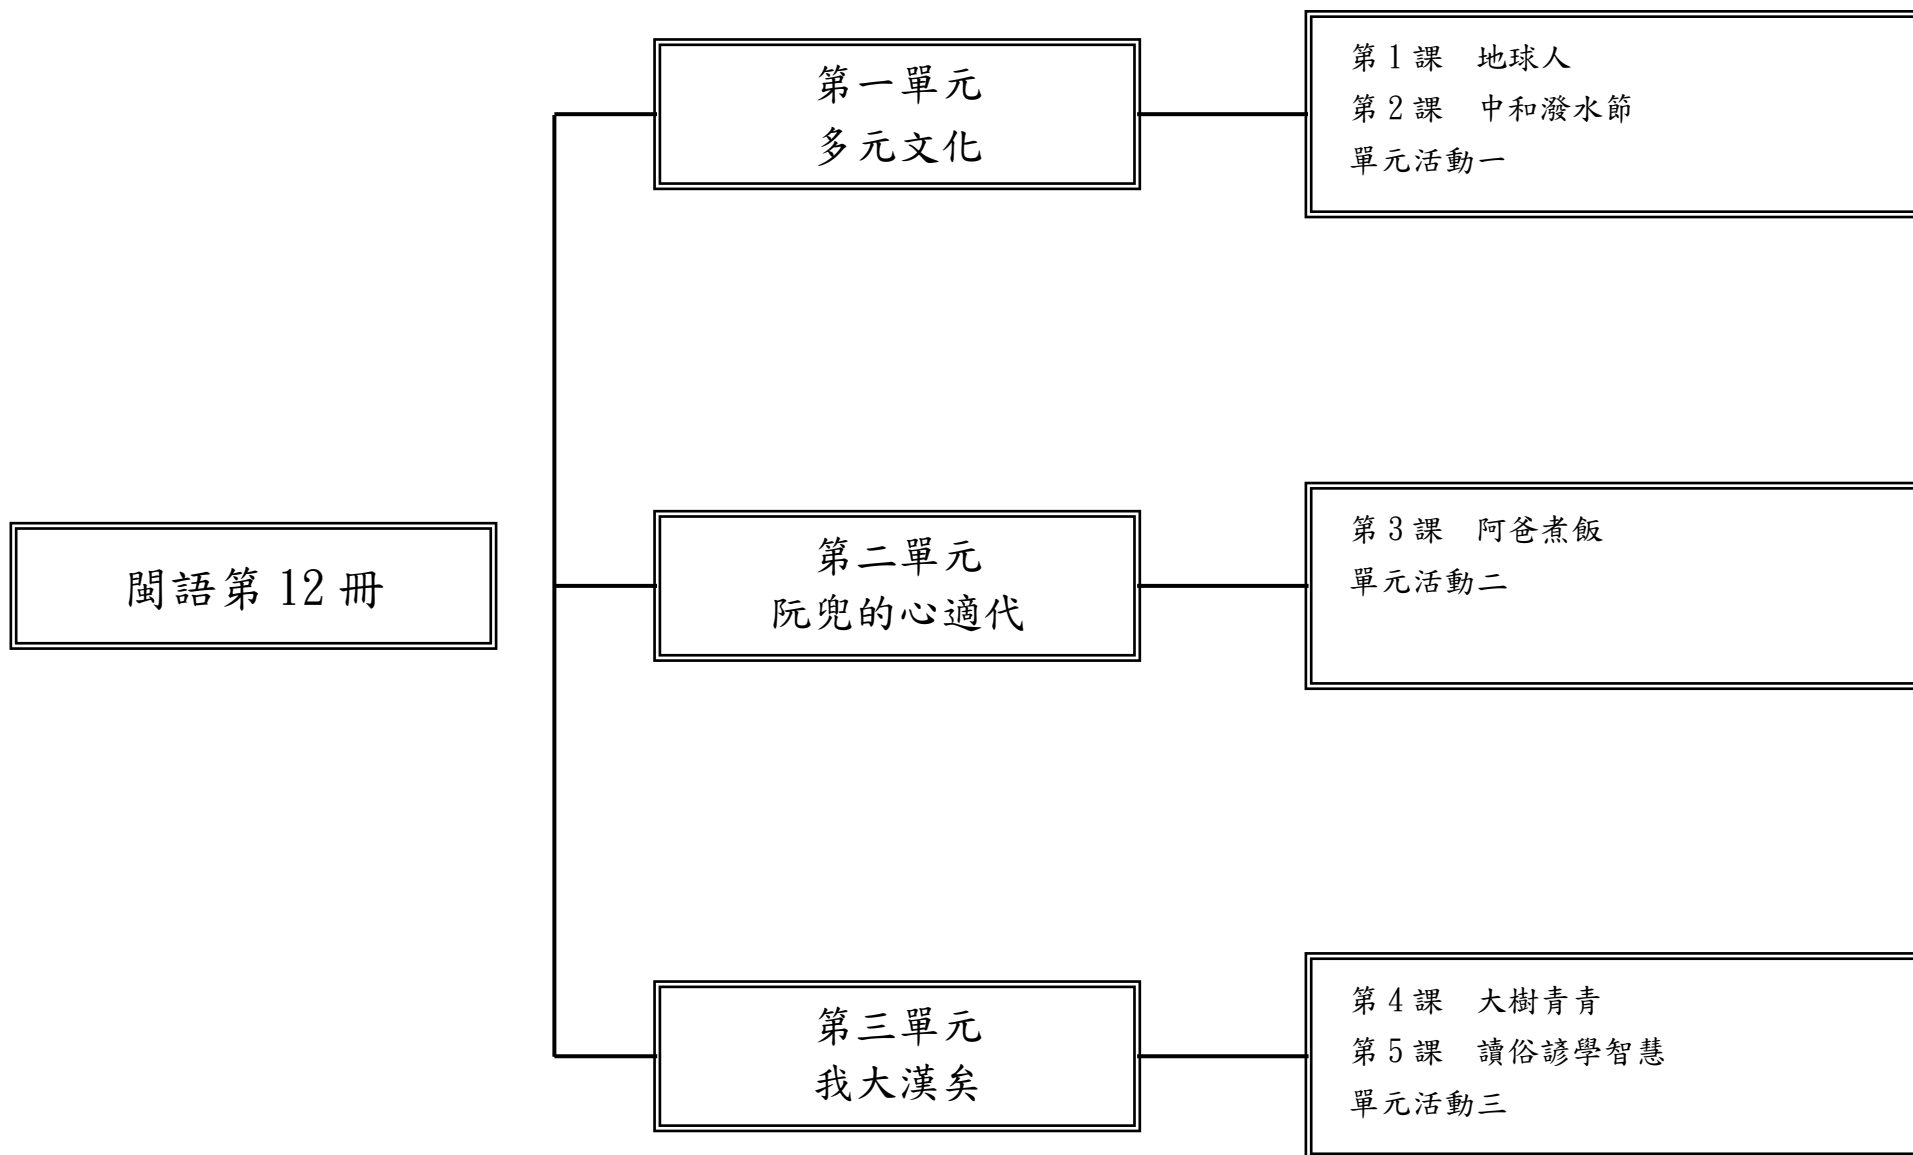 閩語第 12 冊
第一單元
多元文化
第 1 課　地球人
第 2 課　中和潑水節
單元活動一
第二單元
阮兜的心適代
第 3 課　阿爸煮飯
單元活動二
第三單元
我大漢矣
第 4 課　大樹青青
第 5 課　讀俗諺學智慧
單元活動三